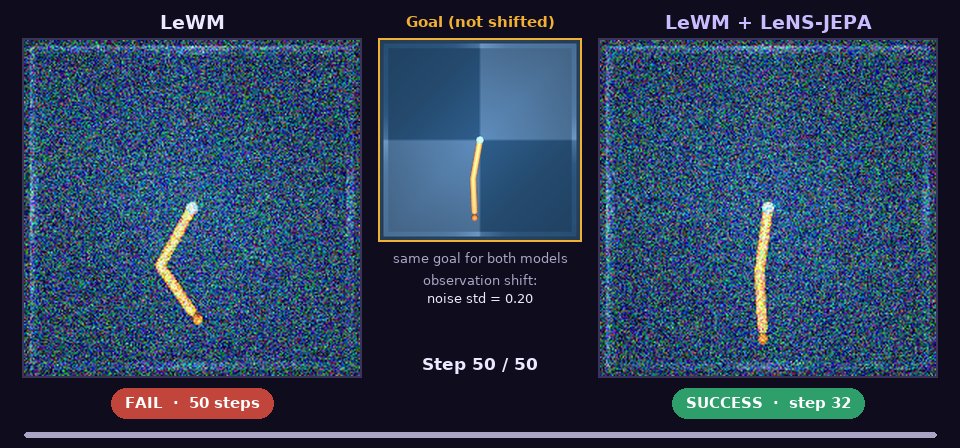 LeWM
Goal (not shifted)
LeWM + LeNS-JEPA
same goal for both models
observation shift:
noise std = 0.20
Step 50 / 50
FAIL · 50 steps
SUCCESS · step 32